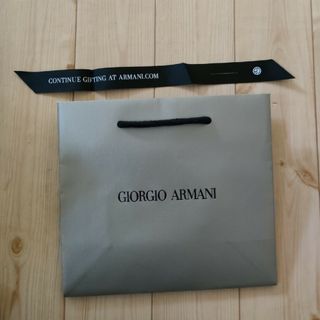 CONTINUE GIFTING AT ARMANI.COM
GIORGIO ARMANI